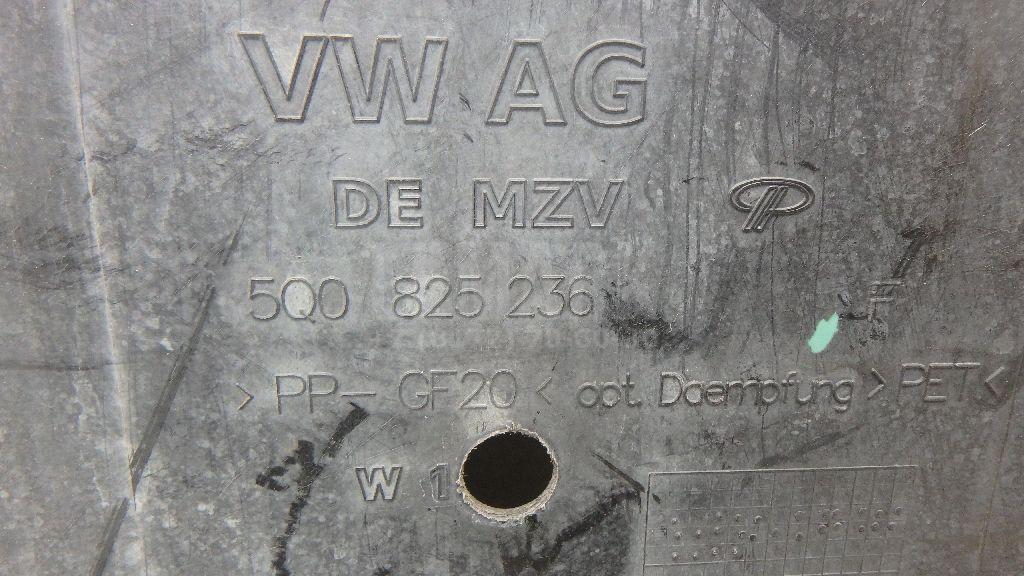 VW AG
DE MZV
5Q0 825 236 F
>PP-GF20< opt. Daempfung >PET<
W 1